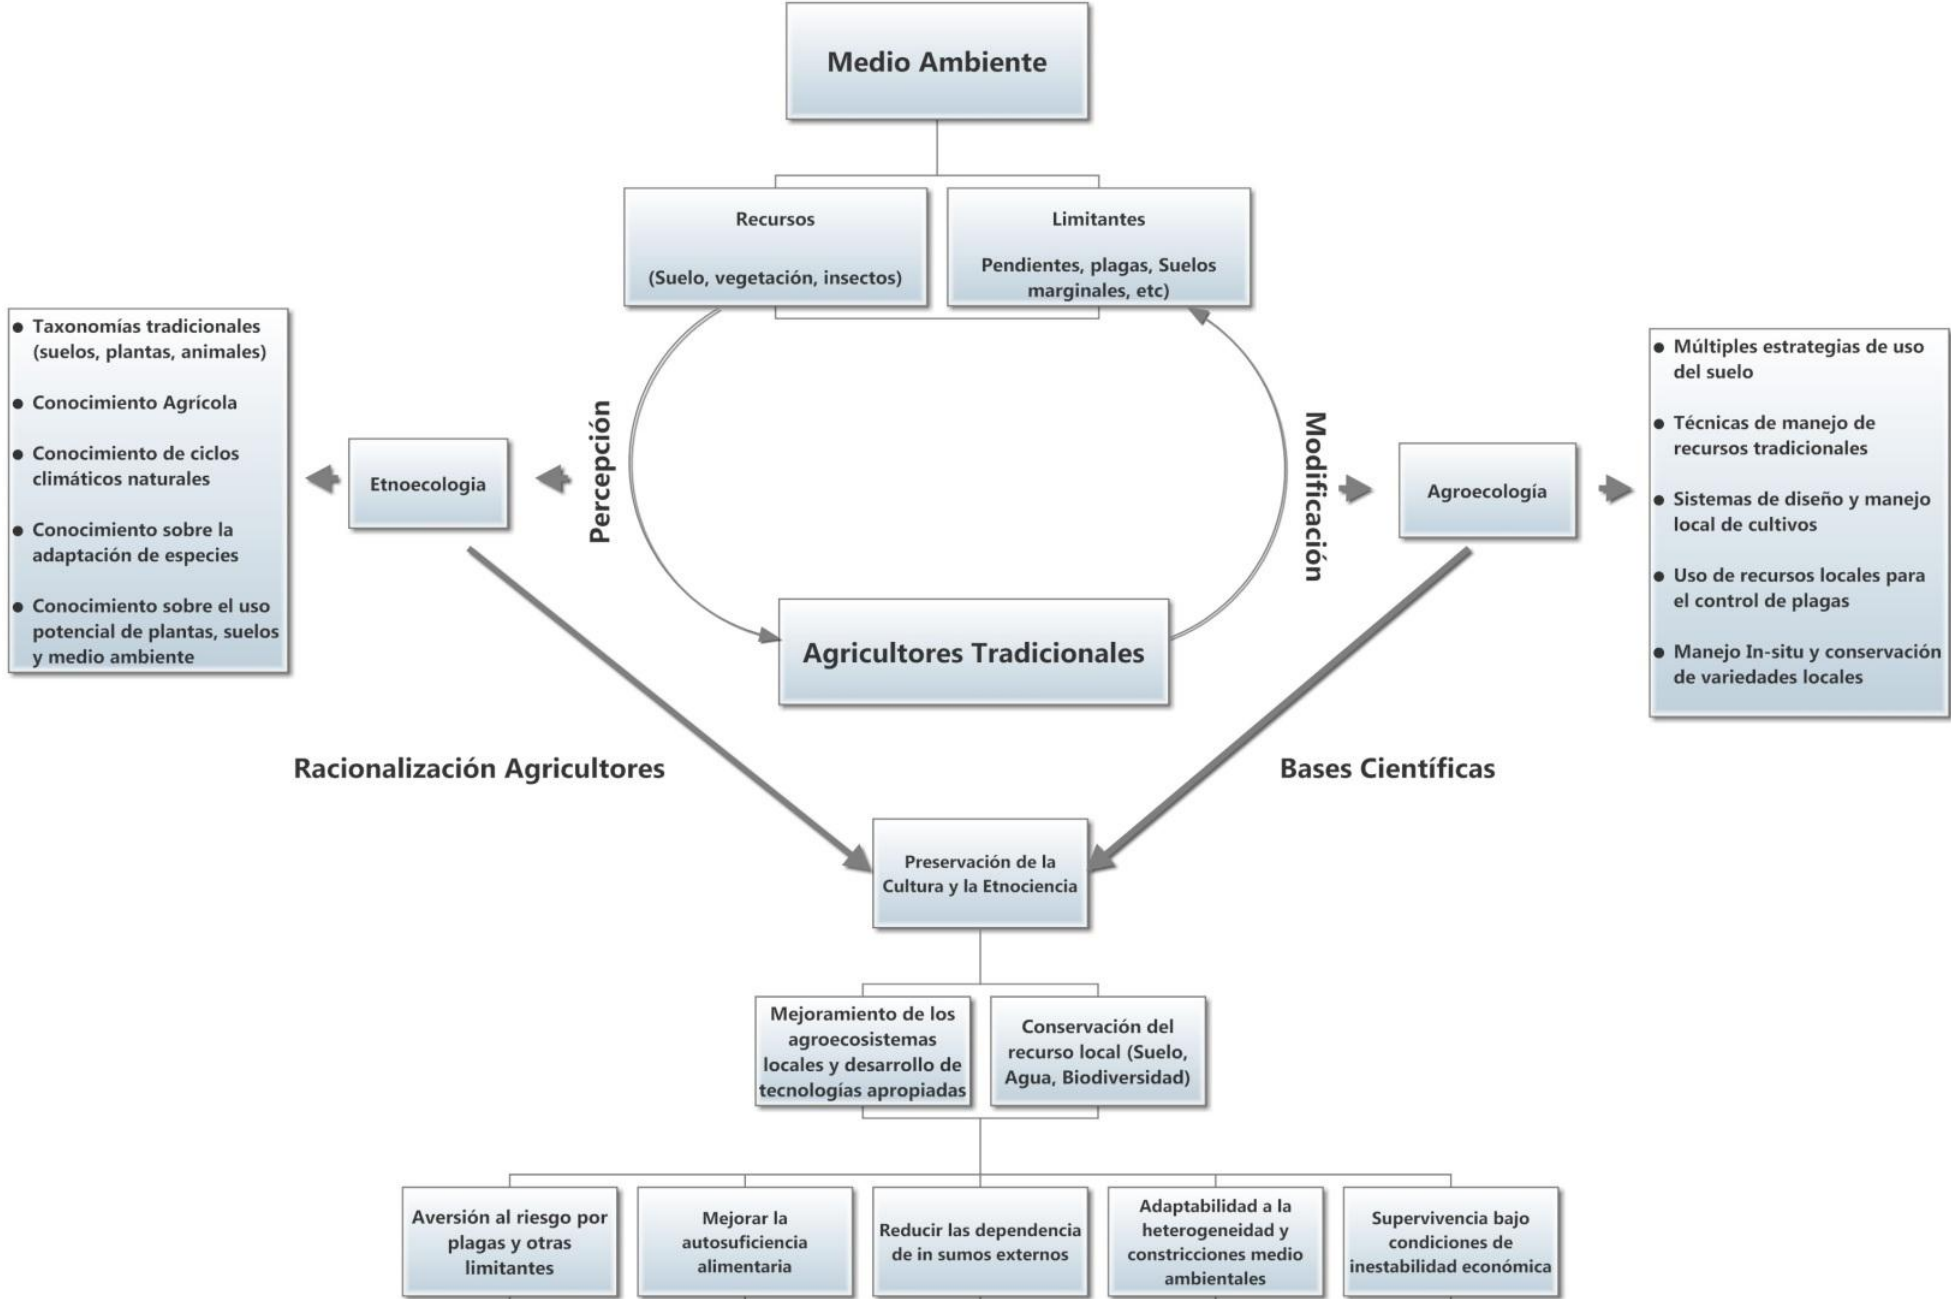 Medio Ambiente
Recursos
(Suelo, vegetación, insectos)
Limitantes
Pendientes, plagas, Suelos
marginales, etc)
● Taxonomías tradicionales
(suelos, plantas, animales)
● Conocimiento Agrícola
● Conocimiento de ciclos
climáticos naturales
● Conocimiento sobre la
adaptación de especies
● Conocimiento sobre el uso
potencial de plantas, suelos
y medio ambiente
Etnoecologia
Percepción
Agricultores Tradicionales
Modificación
Agroecología
● Múltiples estrategias de uso
del suelo
● Técnicas de manejo de
recursos tradicionales
● Sistemas de diseño y manejo
local de cultivos
● Uso de recursos locales para
el control de plagas
● Manejo In-situ y conservación
de variedades locales
Racionalización Agricultores
Bases Científicas
Preservación de la
Cultura y la Etnociencia
Mejoramiento de los
agroecosistemas
locales y desarrollo de
tecnologías apropiadas
Conservación del
recurso local (Suelo,
Agua, Biodiversidad)
Aversión al riesgo por
plagas y otras
limitantes
Mejorar la
autosuficiencia
alimentaria
Reducir las dependencia
de in sumos externos
Adaptabilidad a la
heterogeneidad y
constricciones medio
ambientales
Supervivencia bajo
condiciones de
inestabilidad económica